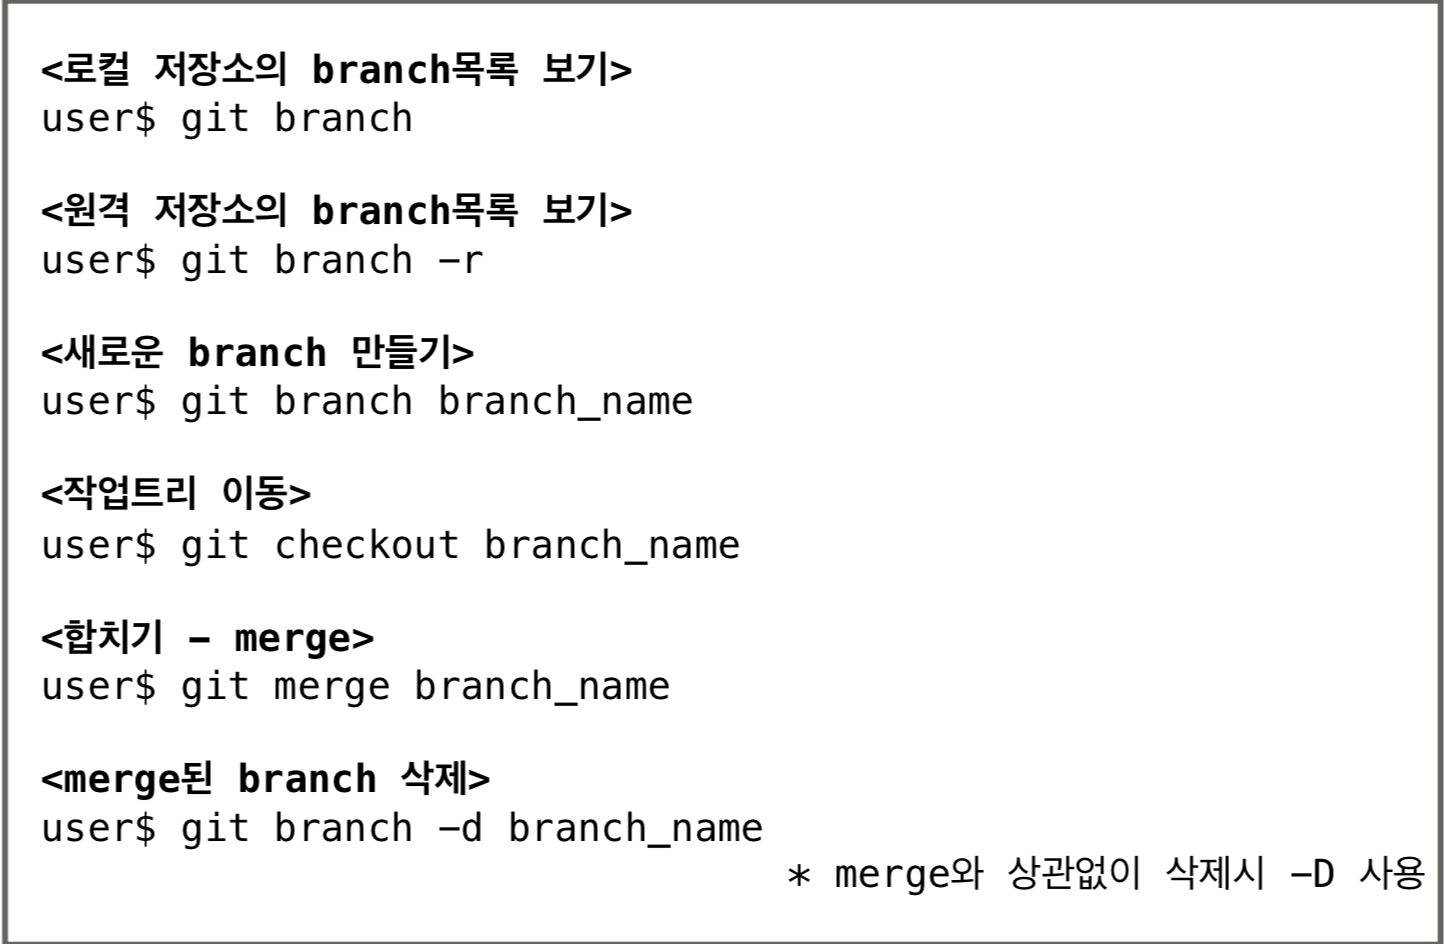 <로컬 저장소의 branch목록 보기>
user$ git branch
<원격 저장소의 branch목록 보기>
user$ git branch -r
<새로운 branch 만들기>
user$ git branch branch_name
<작업트리 이동>
user$ git checkout branch_name
<합치기 - merge>
user$ git merge branch_name
<merge된 branch 삭제>
user$ git branch -d branch_name
* merge와 상관없이 삭제시 -D 사용